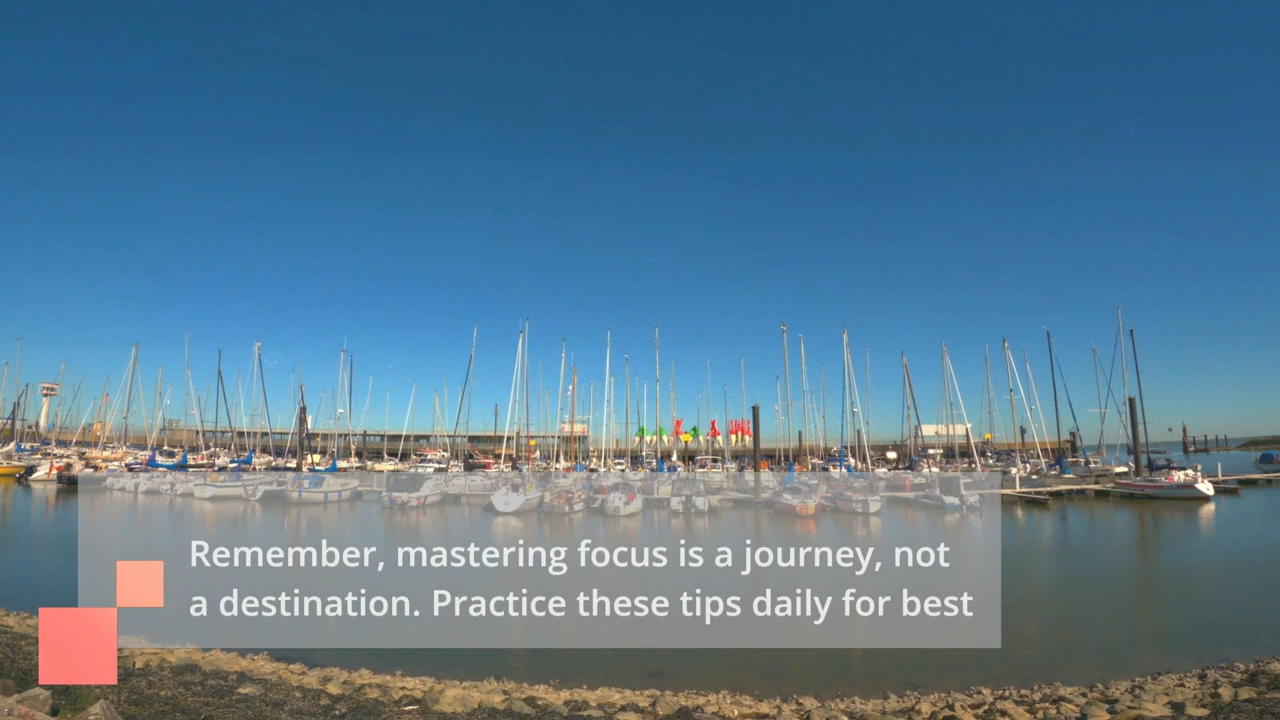 Remember, mastering focus is a journey, not
a destination. Practice these tips daily for best